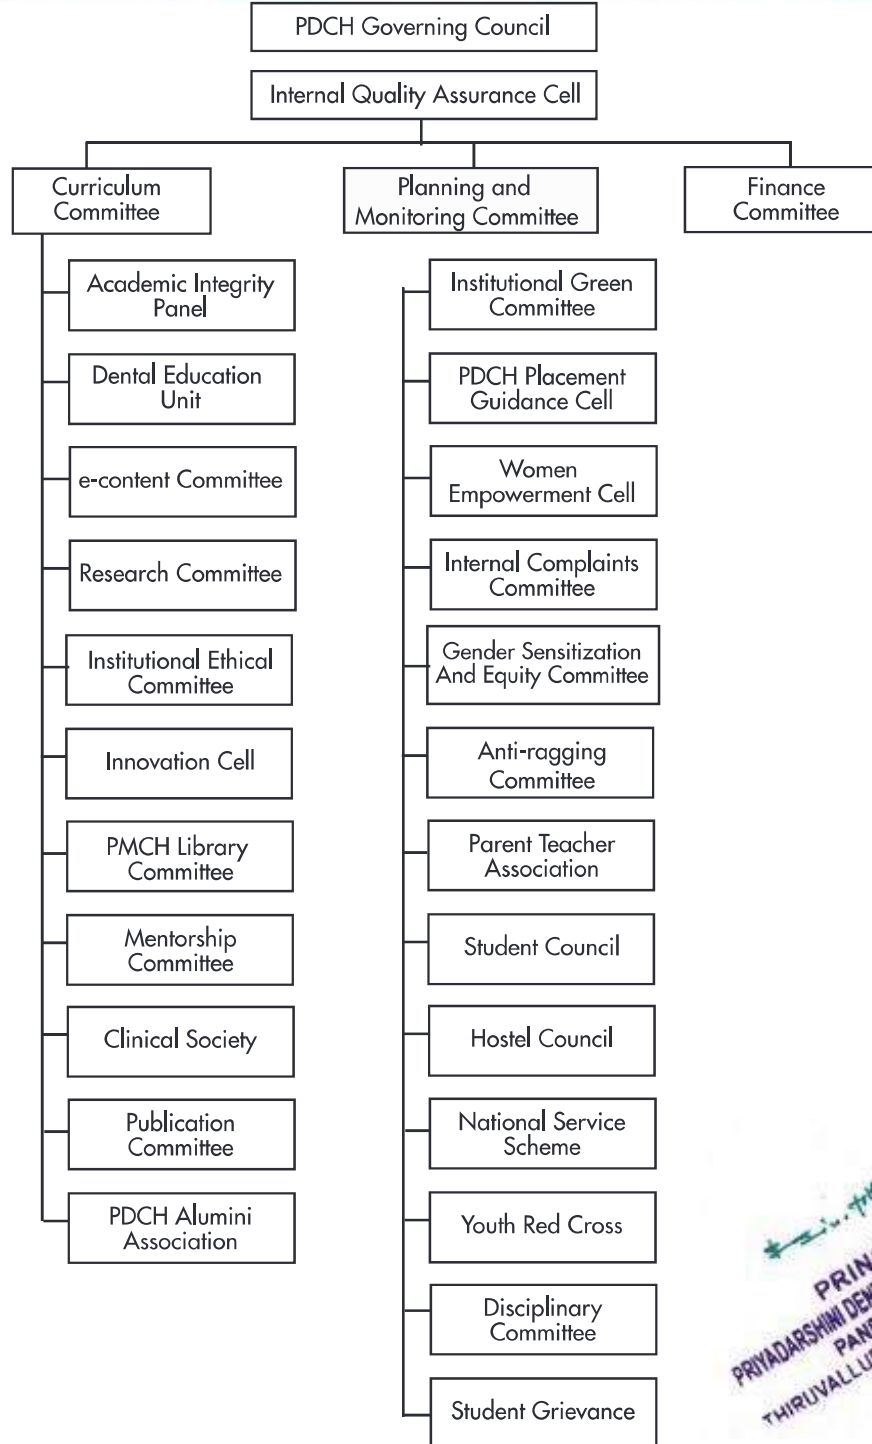 PDCH Governing Council
Internal Quality Assurance Cell
Curriculum
Committee
Planning and
Monitoring Committee
Finance
Committee
Academic Integrity
Panel
Dental Education
Unit
e-content Committee
Research Committee
Institutional Ethical
Committee
Innovation Cell
PMCH Library
Committee
Mentorship
Committee
Clinical Society
Publication
Committee
PDCH Alumini
Association
Institutional Green
Committee
PDCH Placement
Guidance Cell
Women
Empowerment Cell
Internal Complaints
Committee
Gender Sensitization
And Equity Committee
Anti-ragging
Committee
Parent Teacher
Association
Student Council
Hostel Council
National Service
Scheme
Youth Red Cross
Disciplinary
Committee
Student Grievance
PRIYADARSHINI